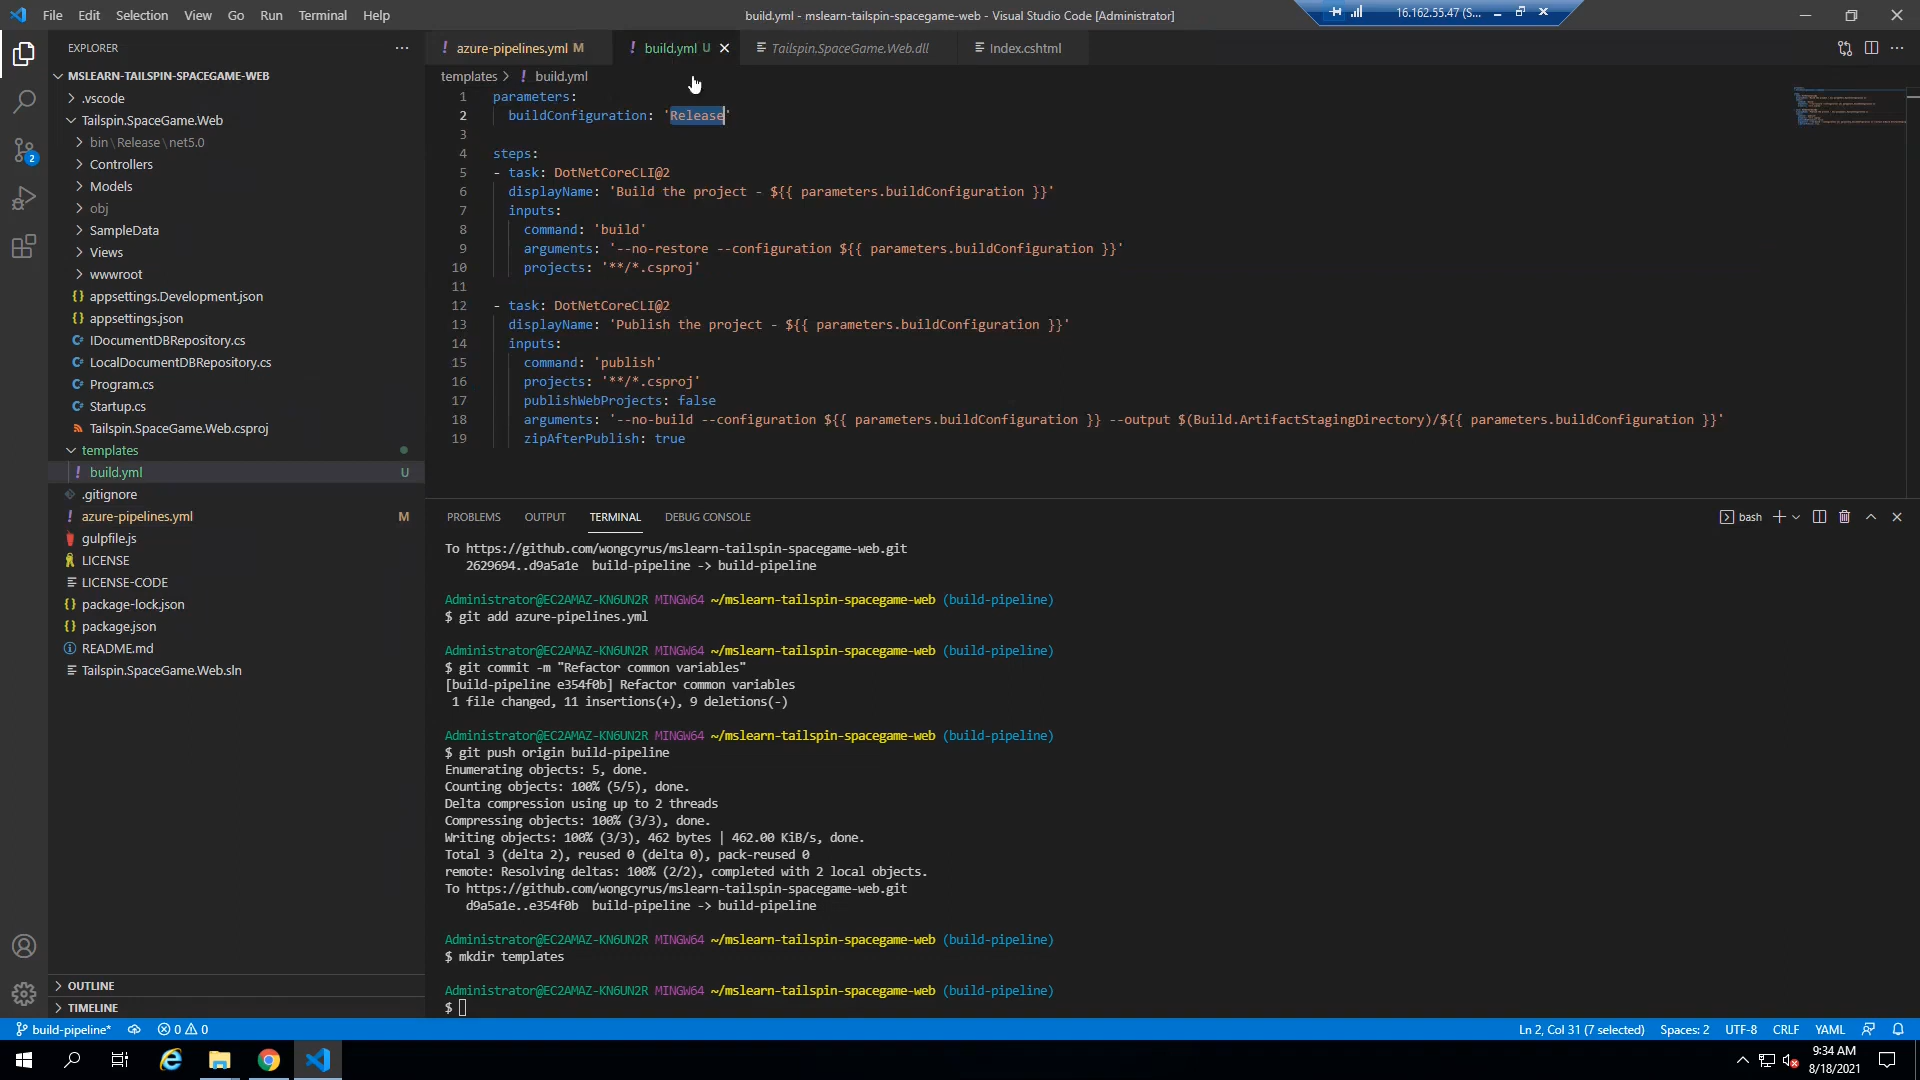 File Edit Selection View Go Run Terminal Help
build.yml - mslearn-tailspin-spacegame-web - Visual Studio Code [Administrator]
16.162.55.47 (S...
EXPLORER
MSLEARN-TAILSPIN-SPACEGAME-WEB
.vscode
Tailspin.SpaceGame.Web
bin\Release\net5.0
Controllers
Models
obj
SampleData
Views
wwwroot
appsettings.Development.json
appsettings.json
IDocumentDBRepository.cs
LocalDocumentDBRepository.cs
Program.cs
Startup.cs
Tailspin.SpaceGame.Web.csproj
templates
build.yml U
.gitignore
azure-pipelines.yml M
gulpfile.js
LICENSE
LICENSE-CODE
package-lock.json
package.json
README.md
Tailspin.SpaceGame.Web.sln
OUTLINE
TIMELINE
azure-pipelines.yml M
build.yml U
Tailspin.SpaceGame.Web.dll
Index.cshtml
templates > ! build.yml
1 parameters:
2 buildConfiguration: 'Release'
3
4 steps:
5 - task: DotNetCoreCLI@2
6 displayName: 'Build the project - ${{ parameters.buildConfiguration }}'
7 inputs:
8 command: 'build'
9 arguments: '--no-restore --configuration ${{ parameters.buildConfiguration }}'
10 projects: '**/*.csproj'
11
12 - task: DotNetCoreCLI@2
13 displayName: 'Publish the project - ${{ parameters.buildConfiguration }}'
14 inputs:
15 command: 'publish'
16 projects: '**/*.csproj'
17 publishWebProjects: false
18 arguments: '--no-build --configuration ${{ parameters.buildConfiguration }} --output $(Build.ArtifactStagingDirectory)/${{ parameters.buildConfiguration }}'
19 zipAfterPublish: true
PROBLEMS OUTPUT TERMINAL DEBUG CONSOLE
bash
To https://github.com/wongcyrus/mslearn-tailspin-spacegame-web.git
2629694..d9a5a1e build-pipeline -> build-pipeline
Administrator@EC2AMAZ-KN6UN2R MINGW64 ~/mslearn-tailspin-spacegame-web (build-pipeline)
$ git add azure-pipelines.yml
Administrator@EC2AMAZ-KN6UN2R MINGW64 ~/mslearn-tailspin-spacegame-web (build-pipeline)
$ git commit -m "Refactor common variables"
[build-pipeline e354f0b] Refactor common variables
1 file changed, 11 insertions(+), 9 deletions(-)
Administrator@EC2AMAZ-KN6UN2R MINGW64 ~/mslearn-tailspin-spacegame-web (build-pipeline)
$ git push origin build-pipeline
Enumerating objects: 5, done.
Counting objects: 100% (5/5), done.
Delta compression using up to 2 threads
Compressing objects: 100% (3/3), done.
Writing objects: 100% (3/3), 462 bytes | 462.00 KiB/s, done.
Total 3 (delta 2), reused 0 (delta 0), pack-reused 0
remote: Resolving deltas: 100% (2/2), completed with 2 local objects.
To https://github.com/wongcyrus/mslearn-tailspin-spacegame-web.git
d9a5a1e..e354f0b build-pipeline -> build-pipeline
Administrator@EC2AMAZ-KN6UN2R MINGW64 ~/mslearn-tailspin-spacegame-web (build-pipeline)
$ mkdir templates
Administrator@EC2AMAZ-KN6UN2R MINGW64 ~/mslearn-tailspin-spacegame-web (build-pipeline)
$
build-pipeline* 0 0
Ln 2, Col 31 (7 selected) Spaces: 2 UTF-8 CRLF YAML
9:34 AM
8/18/2021